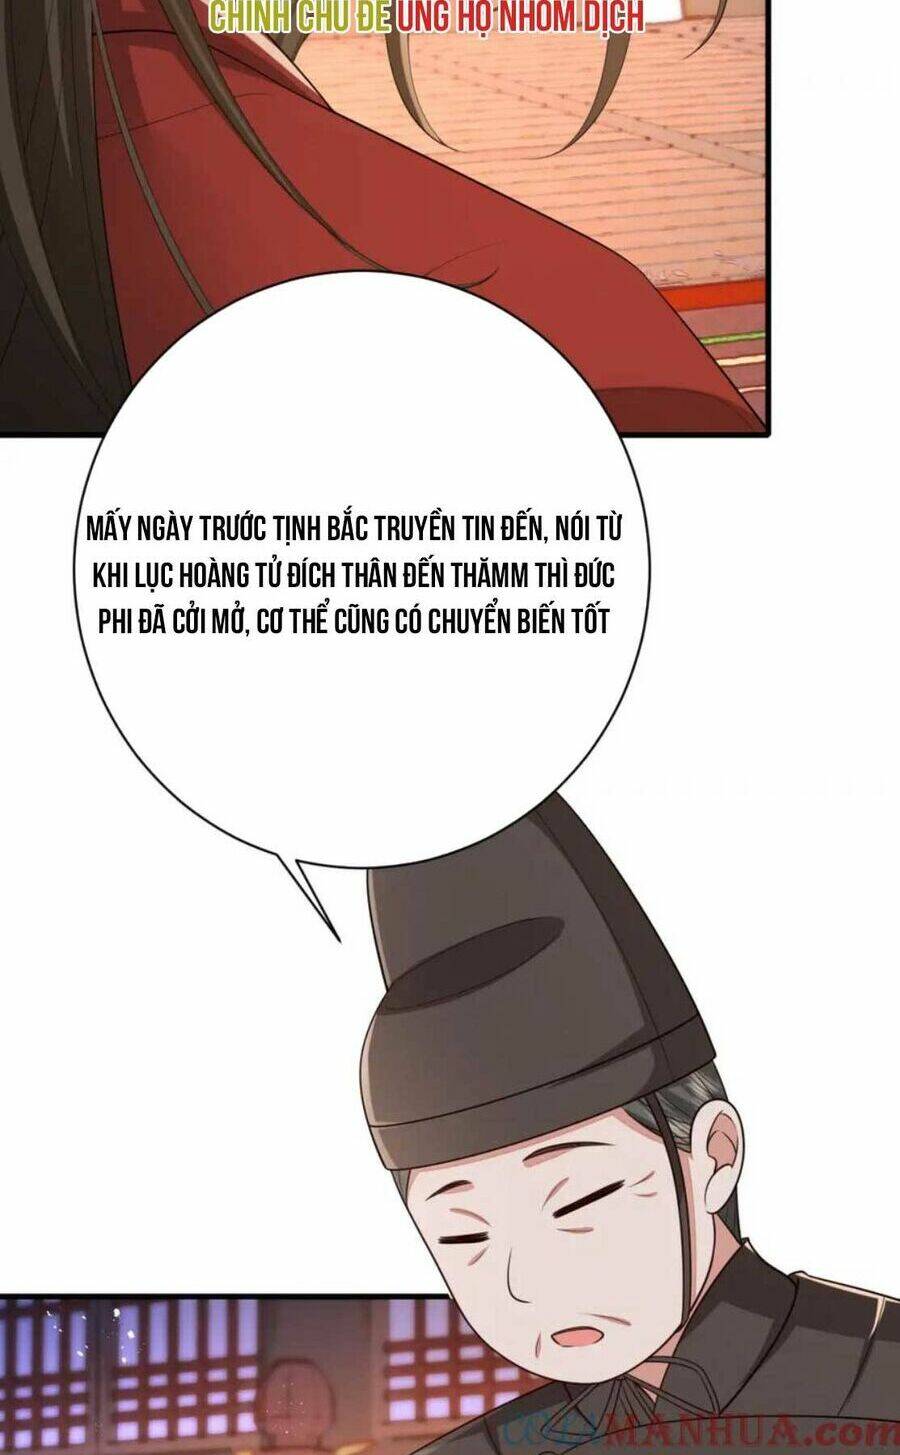 CHÍNH CHỦ ĐỂ ỦNG HỘ NHÓM DỊCH
MẤY NGÀY TRƯỚC TỊNH BẮC TRUYỀN TIN ĐẾN, NÓI TỪ
KHI LỤC HOÀNG TỬ ĐÍCH THÂN ĐẾN THĂMM THÌ ĐỨC
PHI ĐÃ CỞI MỞ, CƠ THỂ CŨNG CÓ CHUYỂN BIẾN TỐT
COLAMANHUA.COM